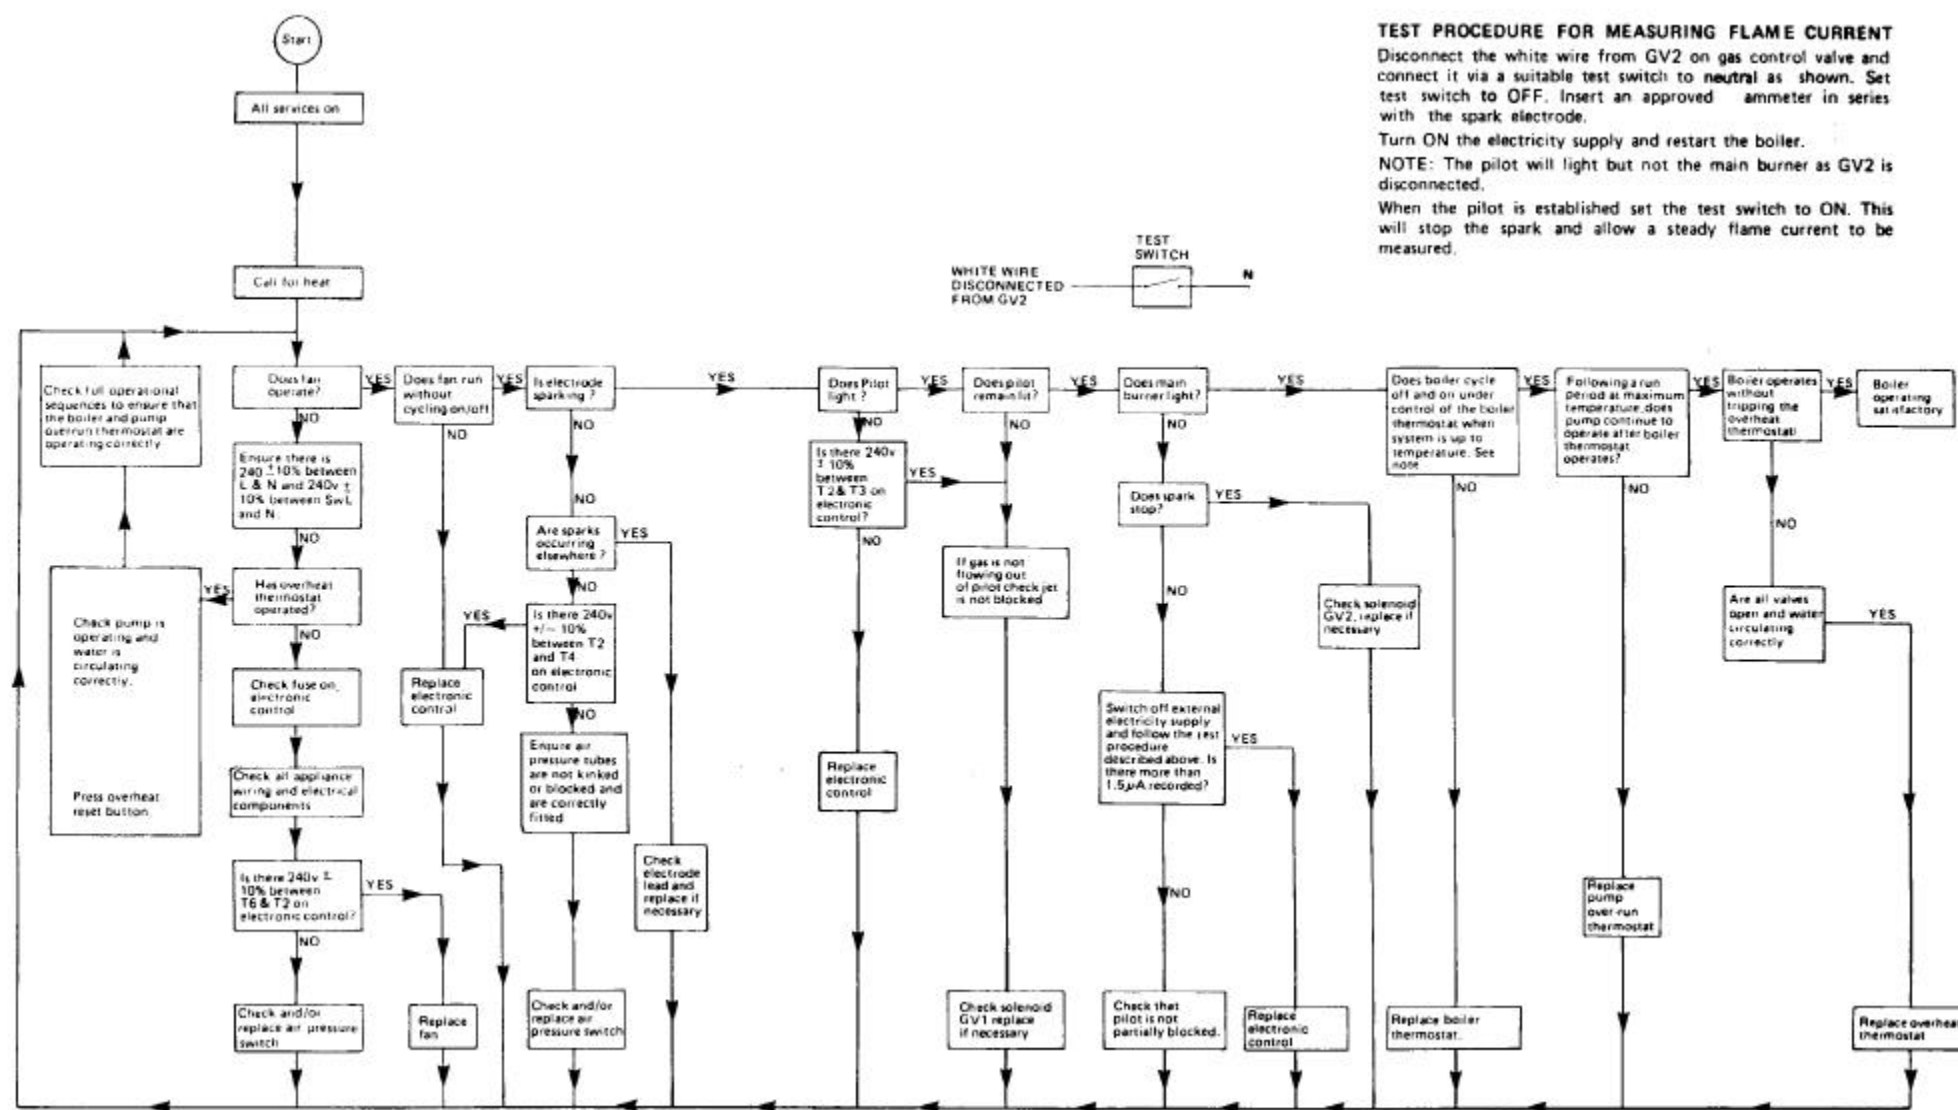 Start
All services on
Call for heat
TEST PROCEDURE FOR MEASURING FLAME CURRENT
Disconnect the white wire from GV2 on gas control valve and
connect it via a suitable test switch to neutral as shown. Set
test switch to OFF. Insert an approved ammeter in series
with the spark electrode.
Turn ON the electricity supply and restart the boiler.
NOTE: The pilot will light but not the main burner as GV2 is
disconnected.
When the pilot is established set the test switch to ON. This
will stop the spark and allow a steady flame current to be
measured.
TEST
SWITCH
WHITE WIRE
DISCONNECTED
FROM GV2
N
Check full operational
sequences to ensure that
the boiler and pump
overrun thermostat are
operating correctly
Does fan
operate?
YES
Does fan run
without
cycling on/off
YES
Is electrode
sparking ?
YES
Does Pilot
light ?
YES
Does pilot
remain lit?
YES
Does main
burner light?
YES
Does boiler cycle
off and on under
control of the boiler
thermostat when
system is up to
temperature. See
note
YES
Following a run
period at maximum
temperature, does
pump continue to
operate after boiler
thermostat
operates?
YES
Boiler operates
without
tripping the
overheat
thermostat
YES
Boiler
operating
satisfactory
NO
NO
NO
NO
NO
NO
NO
NO
NO
Ensure there is
240 ± 10% between
L & N and 240v ±
10% between SwL
and N
NO
Has overheat
thermostat
operated?
YES
Check pump is
operating and
water is
circulating
correctly.
Press overheat
reset button
NO
Check fuse on
electronic
control
Check all appliance
wiring and electrical
components
Is there 240v ±
10% between
T6 & T2 on
electronic control?
YES
NO
Check and/or
replace air pressure
switch
Replace
fan
Replace
electronic
control
NO
Are sparks
occurring
elsewhere ?
YES
NO
Is there 240v
+/− 10%
between T2
and T4
on electronic
control
YES
NO
Ensure air
pressure tubes
are not kinked
or blocked and
are correctly
fitted
Check and/or
replace air
pressure switch
Check
electrode
lead and
replace if
necessary
Is there 240v
± 10%
between
T2 & T3 on
electronic
control?
YES
NO
Replace
electronic
control
If gas is not
flowing out
of pilot check jet
is not blocked
Check solenoid
GV1 replace
if necessary
Does spark
stop?
YES
NO
Check solenoid
GV2, replace if
necessary
Switch off external
electricity supply
and follow the test
procedure
described above. Is
there more than
1.5μA recorded?
YES
NO
Check that
pilot is not
partially blocked.
Replace
electronic
control
Replace boiler
thermostat.
Replace
pump
over-run
thermostat
Are all valves
open and water
circulating
correctly
YES
Replace overheat
thermostat